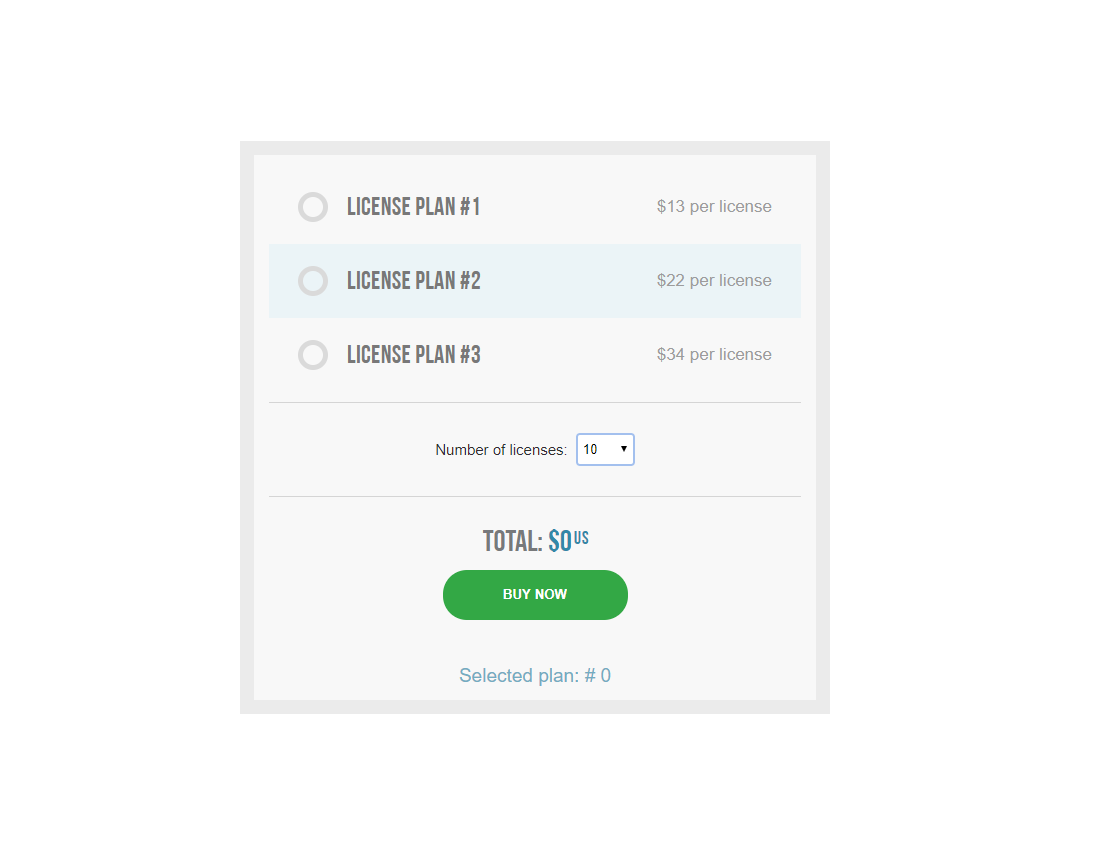 LICENSE PLAN #1 $13 per license
LICENSE PLAN #2 $22 per license
LICENSE PLAN #3 $34 per license
Number of licenses: 10
TOTAL: $0 US
BUY NOW
Selected plan: # 0